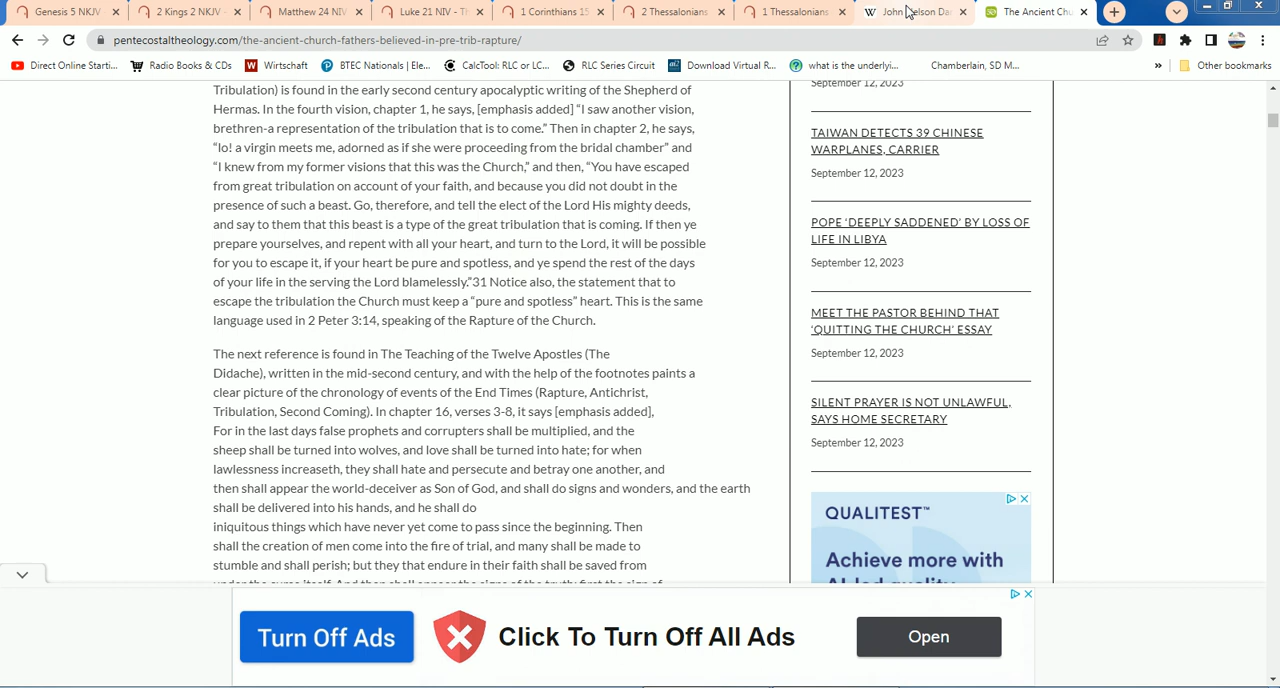 Genesis 5 NKJV
2 Kings 2 NKJV -
Matthew 24 NIV
Luke 21 NIV - Th
1 Corinthians 15
2 Thessalonians
1 Thessalonians
W John Nelson Da
The Ancient Chu
pentecostaltheology.com/the-ancient-church-fathers-believed-in-pre-trib-rapture/
Direct Online Starti...
Radio Books & CDs
W Wirtschaft
BTEC Nationals | Ele...
CalcTool: RLC or LC...
RLC Series Circuit
Download Virtual R...
what is the underlyi...
Chamberlain, SD M...
»
Other bookmarks
Tribulation) is found in the early second century apocalyptic writing of the Shepherd of
Hermas. In the fourth vision, chapter 1, he says, [emphasis added] “I saw another vision,
brethren-a representation of the tribulation that is to come.” Then in chapter 2, he says,
“lo! a virgin meets me, adorned as if she were proceeding from the bridal chamber” and
“I knew from my former visions that this was the Church,” and then, “You have escaped
from great tribulation on account of your faith, and because you did not doubt in the
presence of such a beast. Go, therefore, and tell the elect of the Lord His mighty deeds,
and say to them that this beast is a type of the great tribulation that is coming. If then ye
prepare yourselves, and repent with all your heart, and turn to the Lord, it will be possible
for you to escape it, if your heart be pure and spotless, and ye spend the rest of the days
of your life in the serving the Lord blamelessly.”31 Notice also, the statement that to
escape the tribulation the Church must keep a “pure and spotless” heart. This is the same
language used in 2 Peter 3:14, speaking of the Rapture of the Church.
The next reference is found in The Teaching of the Twelve Apostles (The
Didache), written in the mid-second century, and with the help of the footnotes paints a
clear picture of the chronology of events of the End Times (Rapture, Antichrist,
Tribulation, Second Coming). In chapter 16, verses 3-8, it says [emphasis added],
For in the last days false prophets and corrupters shall be multiplied, and the
sheep shall be turned into wolves, and love shall be turned into hate; for when
lawlessness increaseth, they shall hate and persecute and betray one another, and
then shall appear the world-deceiver as Son of God, and shall do signs and wonders, and the earth
shall be delivered into his hands, and he shall do
iniquitous things which have never yet come to pass since the beginning. Then
shall the creation of men come into the fire of trial, and many shall be made to
stumble and shall perish; but they that endure in their faith shall be saved from
under the curse itself. And then shall appear the signs of the truth; first the sign of
September 12, 2023
TAIWAN DETECTS 39 CHINESE
WARPLANES, CARRIER
September 12, 2023
POPE ‘DEEPLY SADDENED’ BY LOSS OF
LIFE IN LIBYA
September 12, 2023
MEET THE PASTOR BEHIND THAT
‘QUITTING THE CHURCH’ ESSAY
September 12, 2023
SILENT PRAYER IS NOT UNLAWFUL,
SAYS HOME SECRETARY
September 12, 2023
QUALITEST™
Achieve more with
AI-led quality
Turn Off Ads
Click To Turn Off All Ads
Open